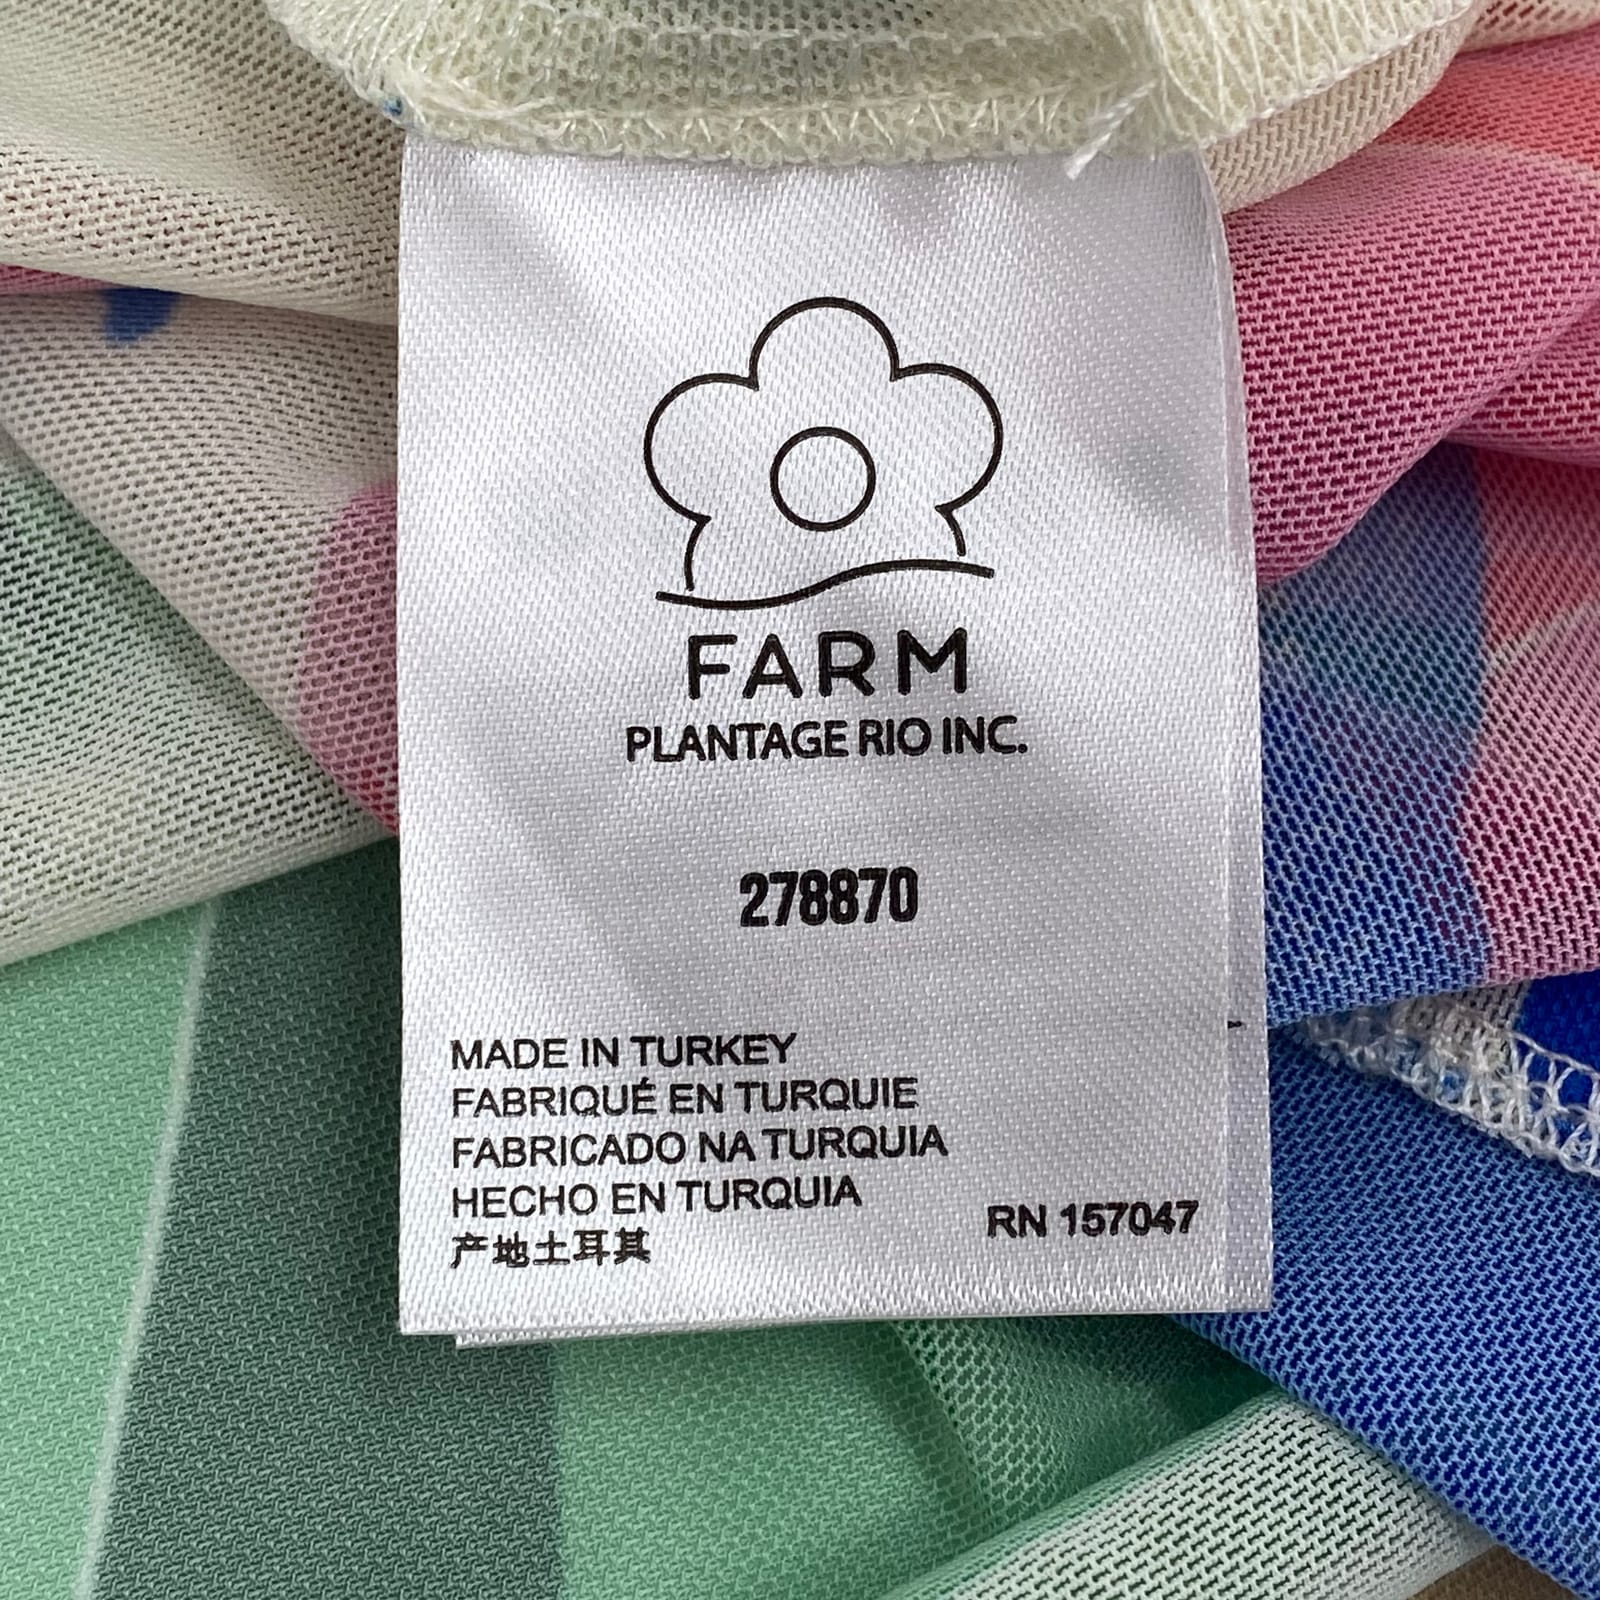 FARM
PLANTAGE RIO INC.
278870
MADE IN TURKEY
FABRIQUÉ EN TURQUIE
FABRICADO NA TURQUIA
HECHO EN TURQUIA
产地土耳其
RN 157047